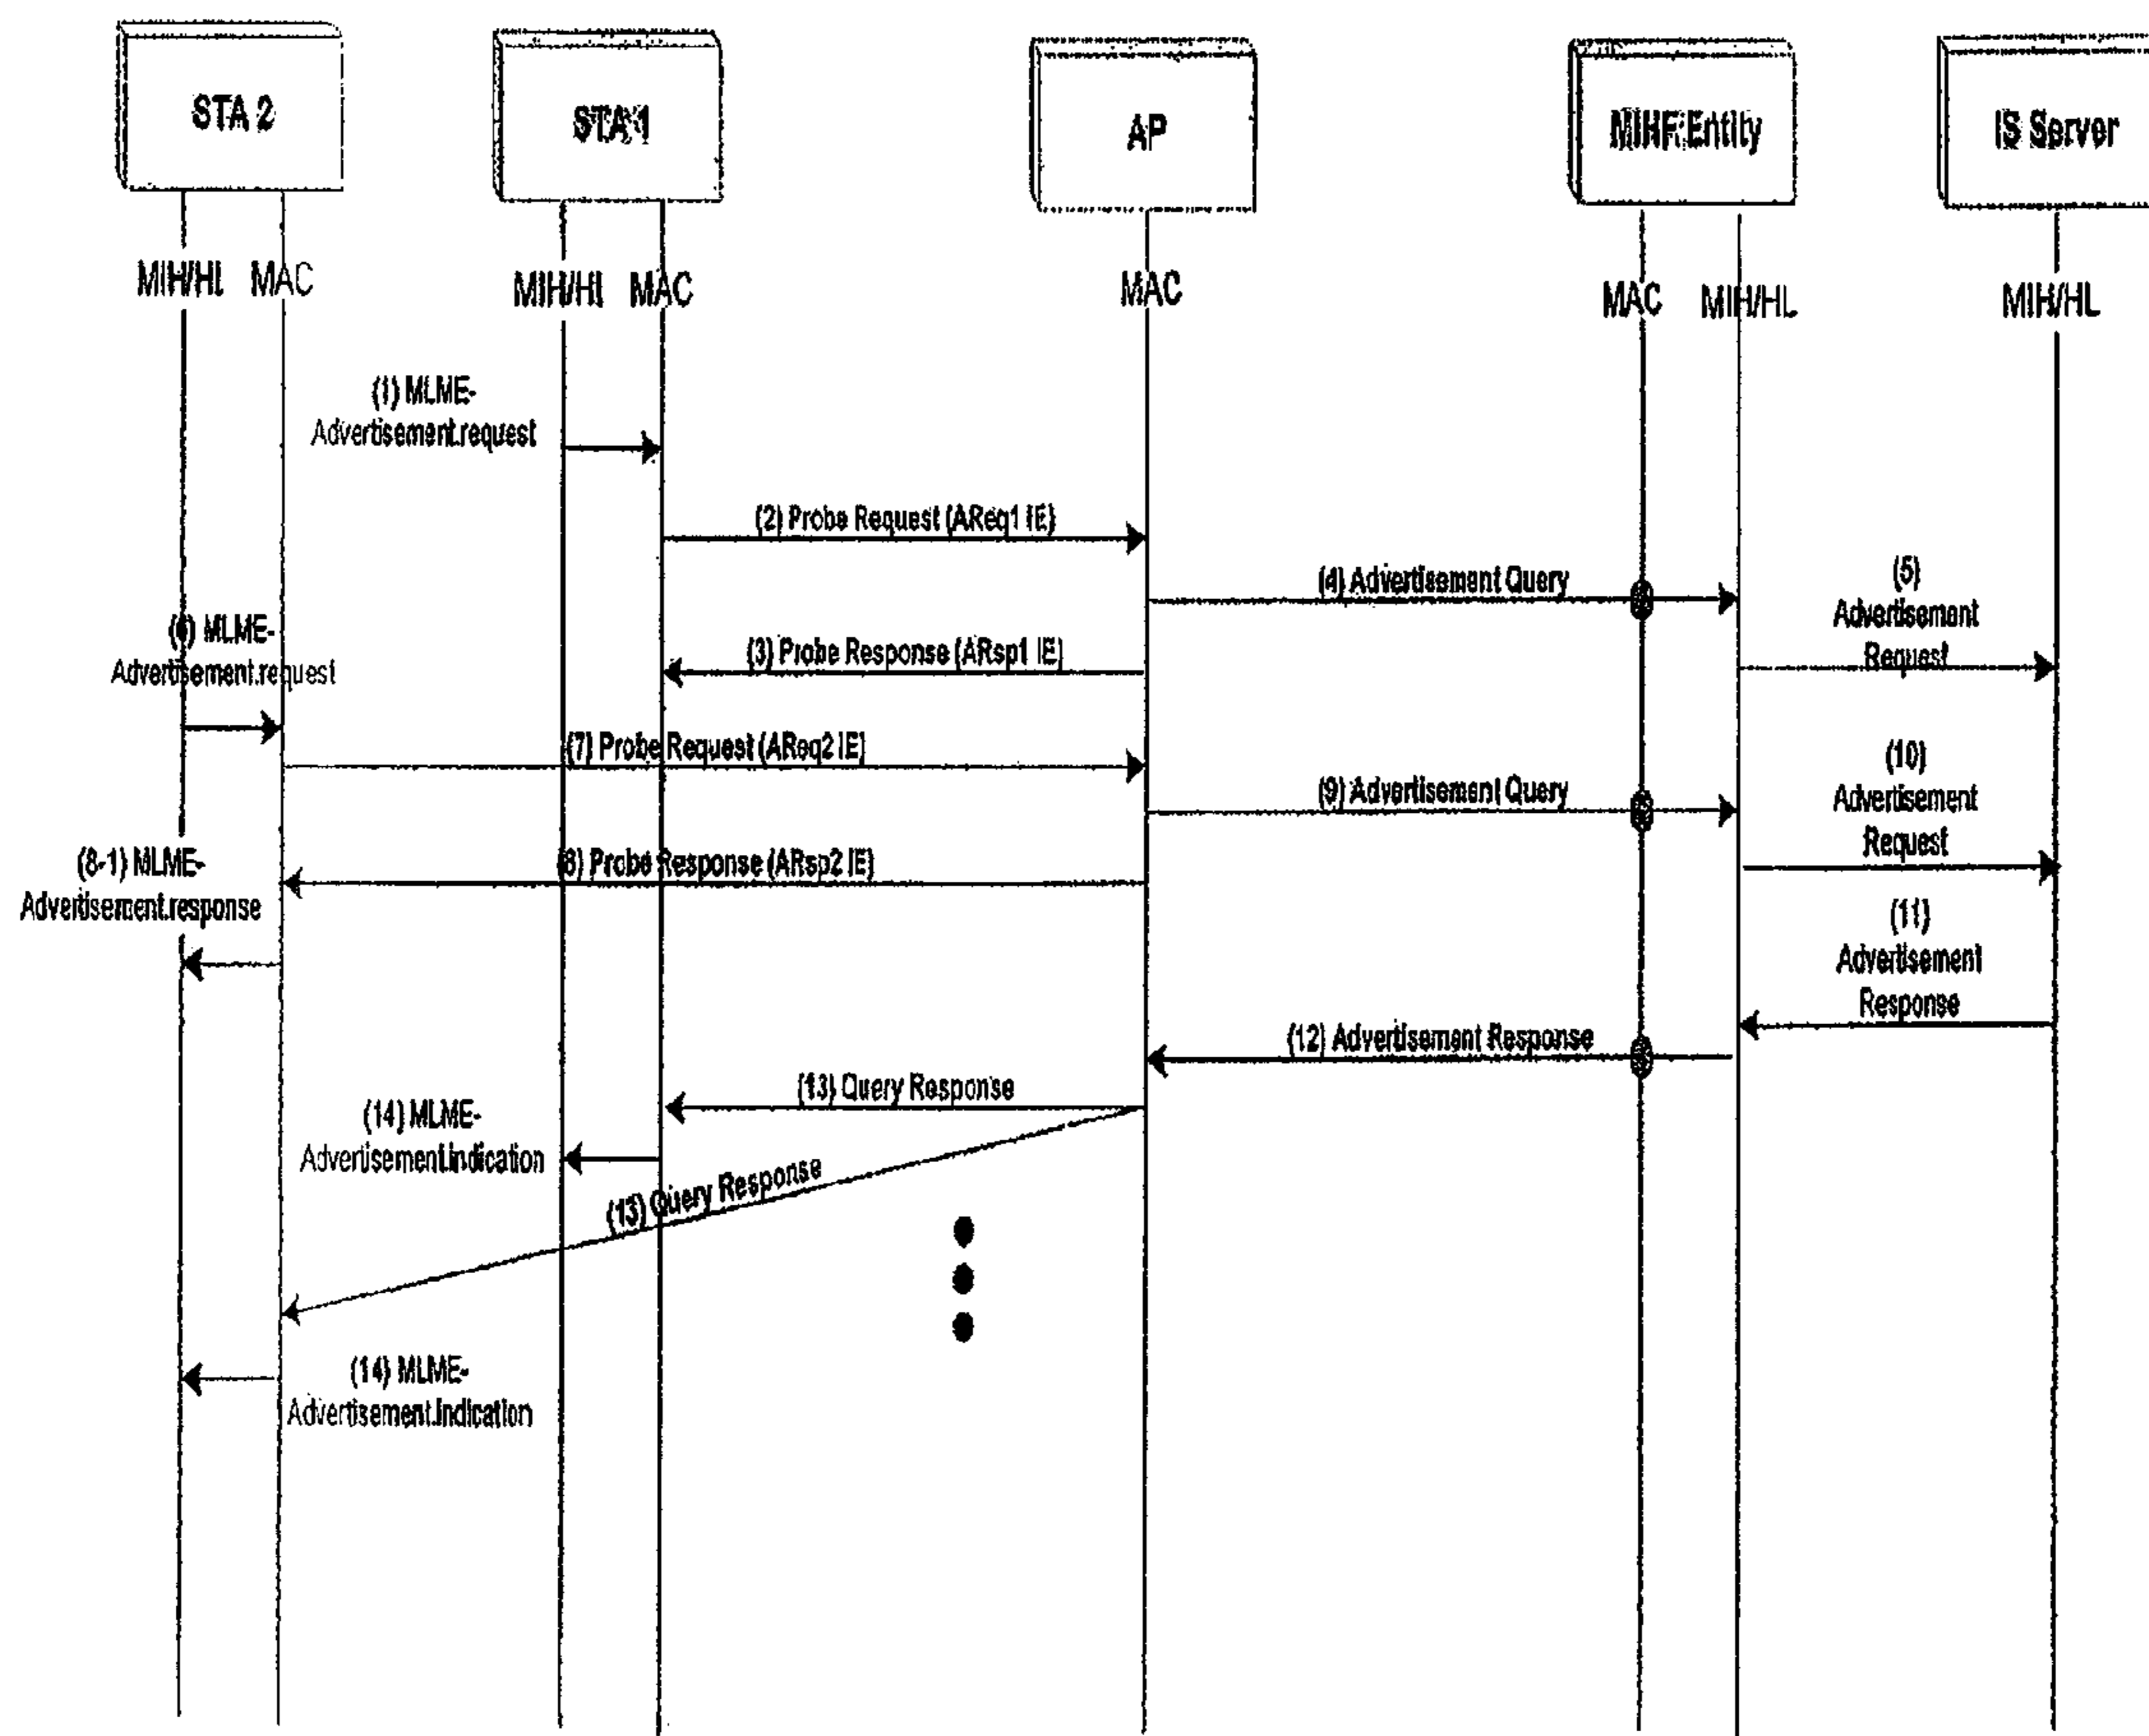 STA 2
STA 1
AP
MIHF Entity
IS Server
MIH/HL MAC
MIH/HL MAC
MAC
MAC MIH/HL
MIH/HL
(1) MLME-
Advertisement.request
(2) Probe Request (AReq1 IE)
(4) Advertisement Query
(5)
Advertisement
Request
(3) Probe Response (ARsp1 IE)
(6) MLME-
Advertisement.request
(7) Probe Request (AReq2 IE)
(9) Advertisement Query
(10)
Advertisement
Request
(8) Probe Response (ARsp2 IE)
(8-1) MLME-
Advertisement.response
(11)
Advertisement
Response
(12) Advertisement Response
(13) Query Response
(14) MLME-
Advertisement.indication
(13) Query Response
(14) MLME-
Advertisement.indication